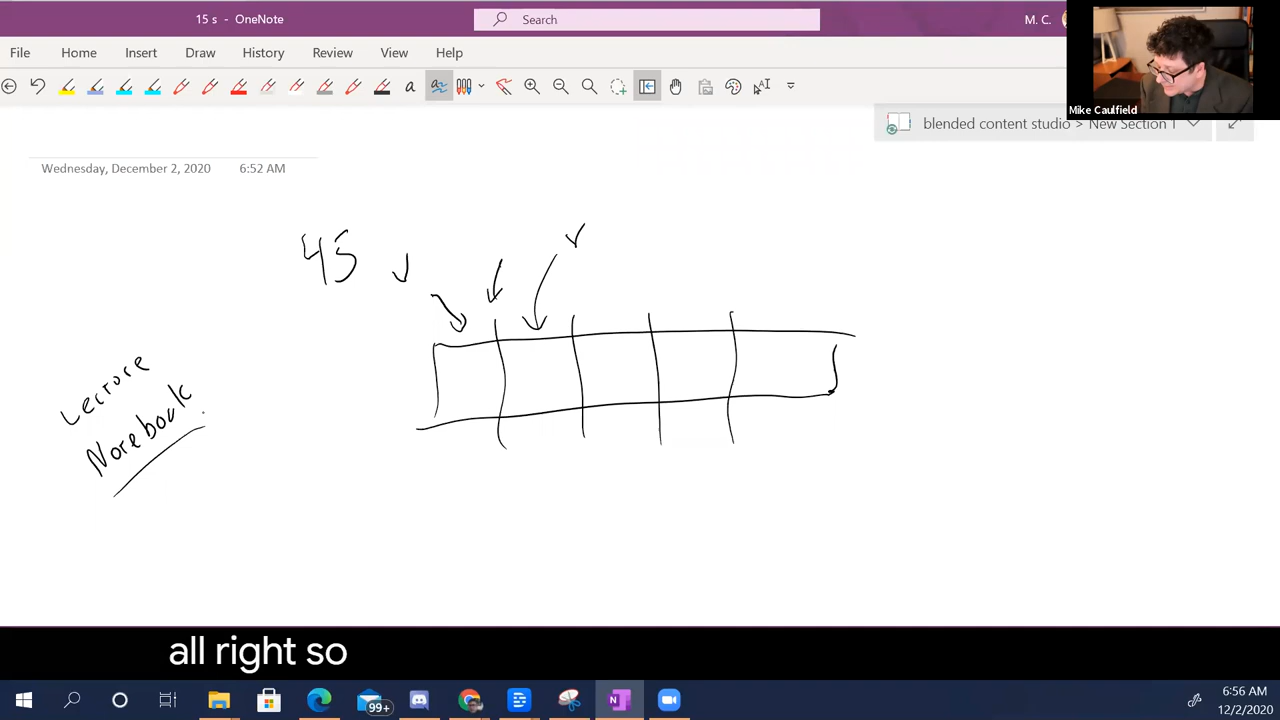 15 s - OneNote
Search
M. C.
File Home Insert Draw History Review View Help
Mike Caulfield
blended content studio > New Section 1
Wednesday, December 2, 2020 6:52 AM
45
Lecture
Notebook
all right so
99+
6:56 AM
12/2/2020